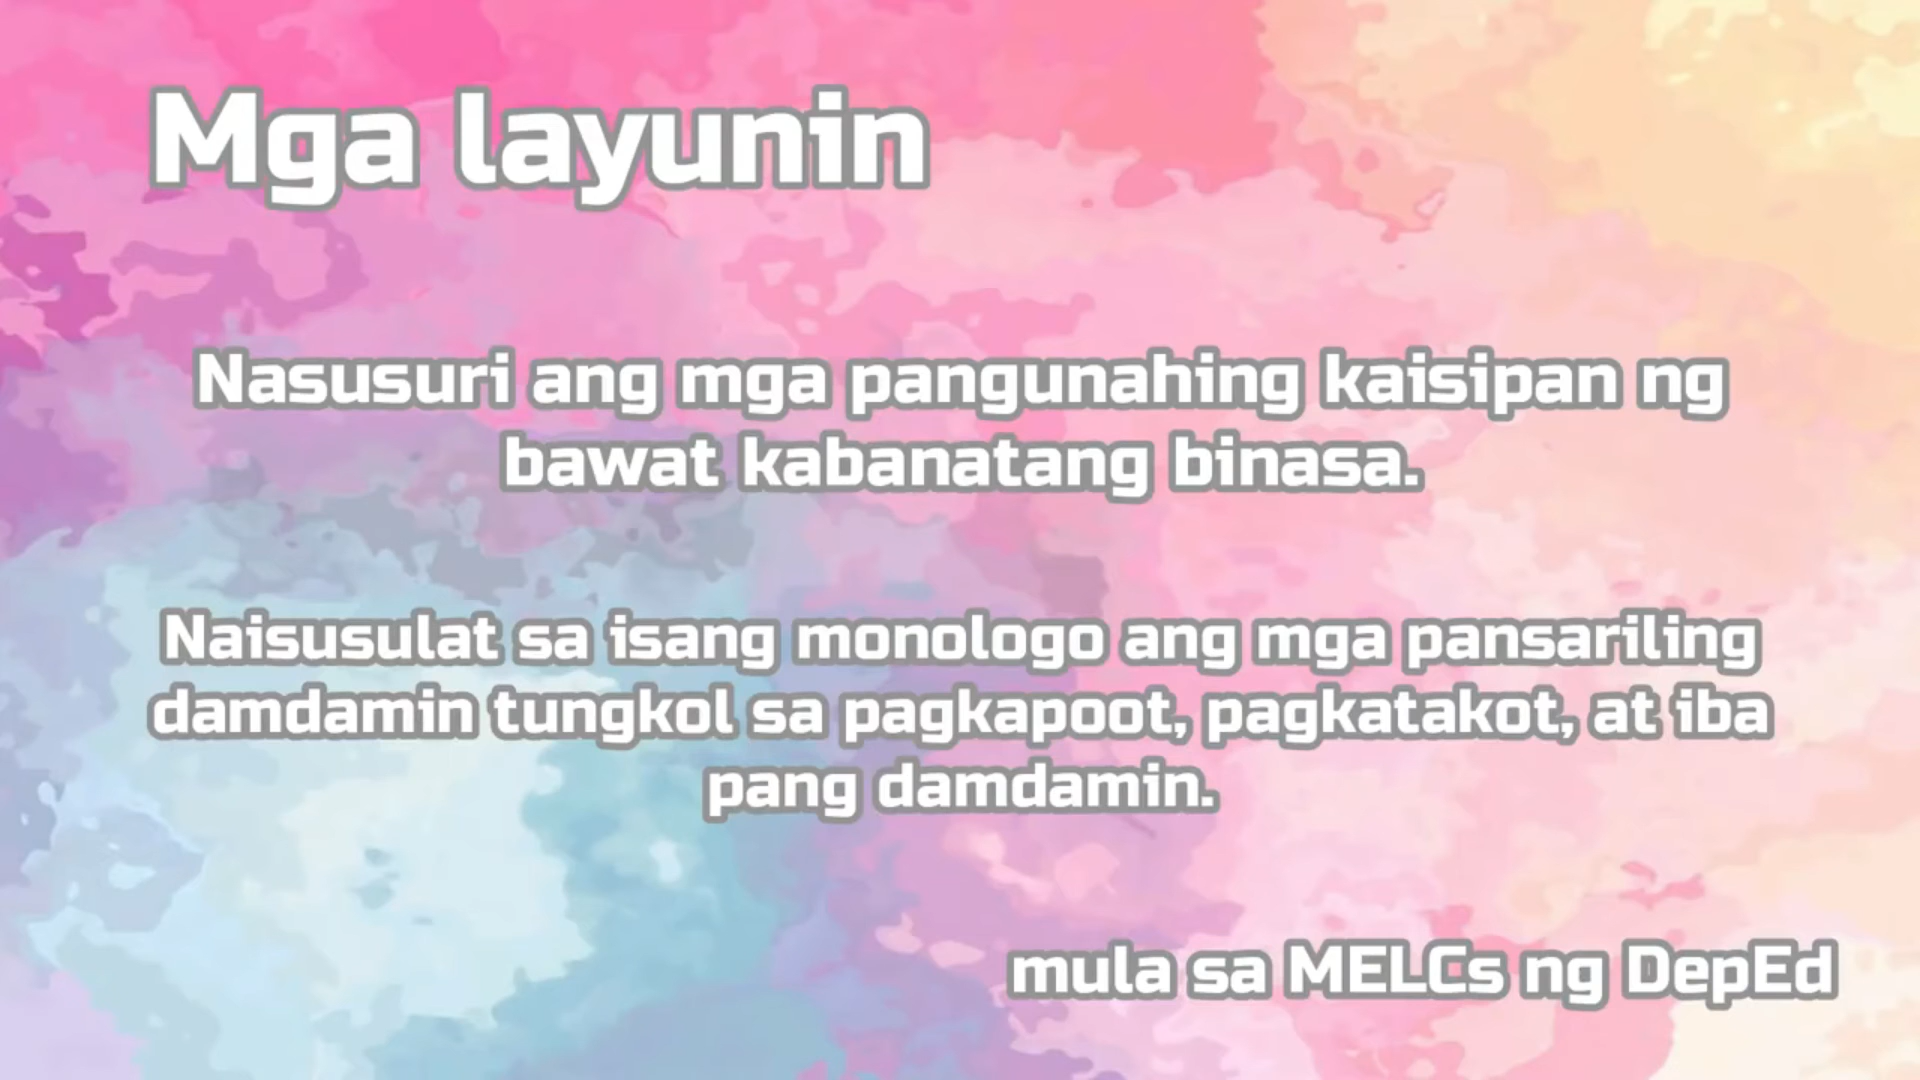 Mga layunin
Nasusuri ang mga pangunahing kaisipan ng
bawat kabanatang binasa.
Naisusulat sa isang monologo ang mga pansariling
damdamin tungkol sa pagkapoot, pagkatakot, at iba
pang damdamin.
mula sa MELCs ng DepEd